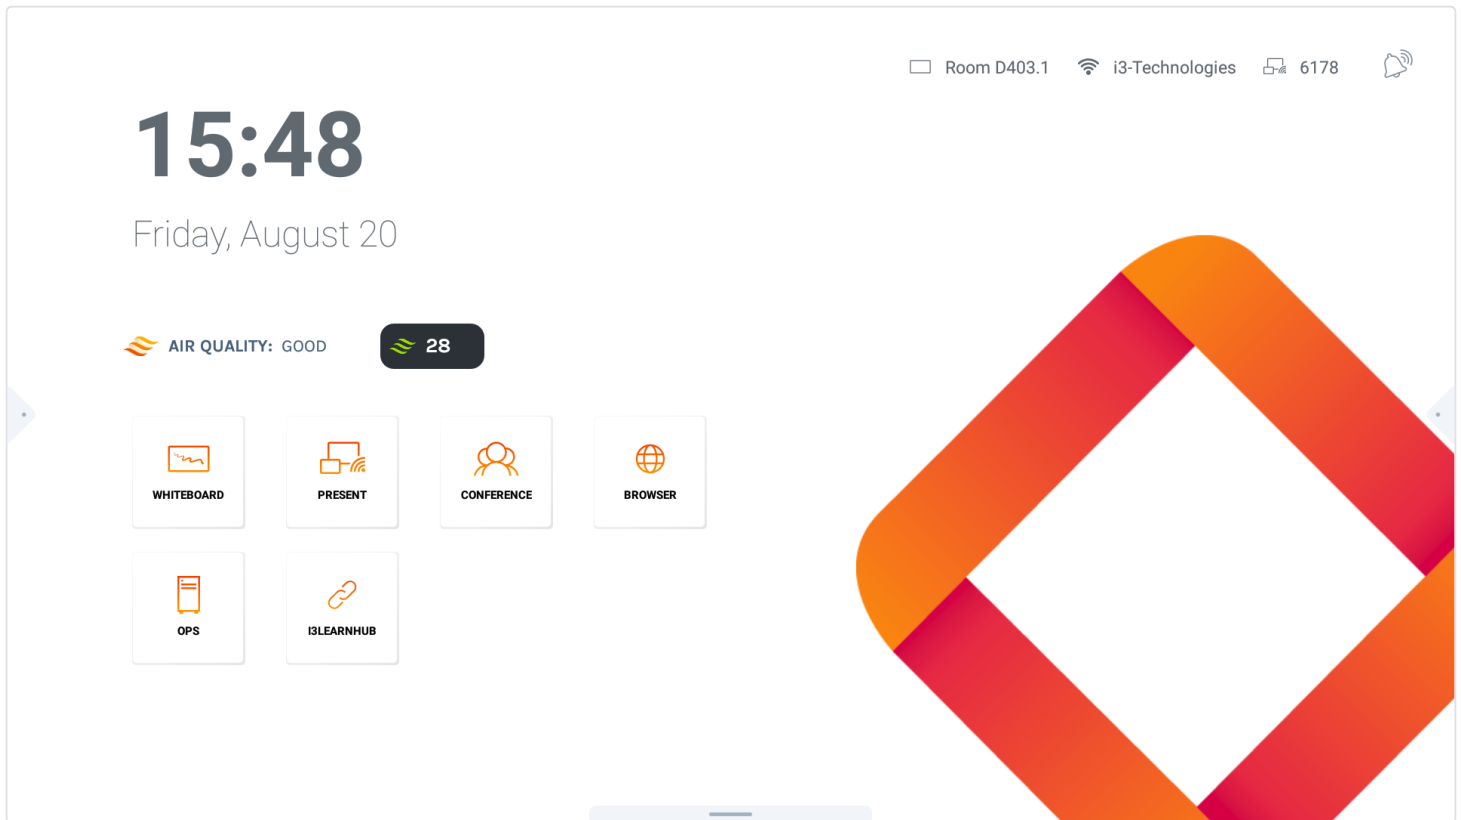 Room D403.1 i3-Technologies 6178
15:48
Friday, August 20
AIR QUALITY: GOOD 28
WHITEBOARD PRESENT CONFERENCE BROWSER
OPS I3LEARNHUB